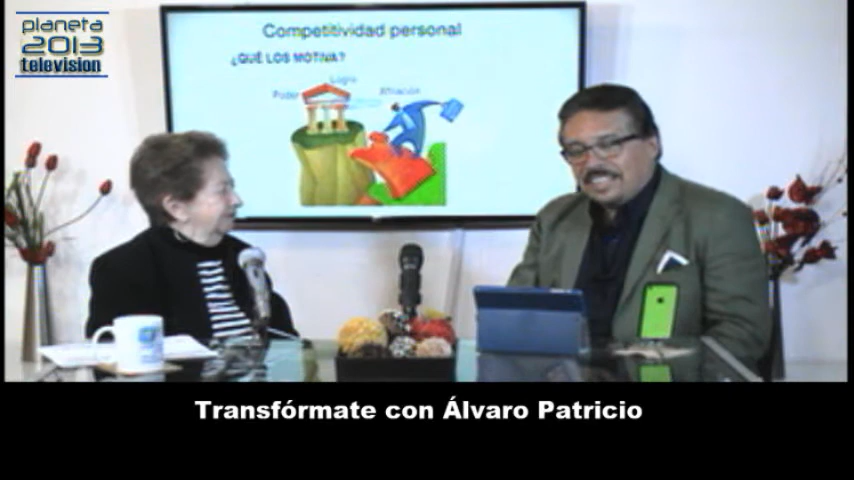 planeta
2013
television
Competitividad personal
¿QUÉ LOS MOTIVA?
Logro
Poder
Afiliación
Transfórmate con Álvaro Patricio